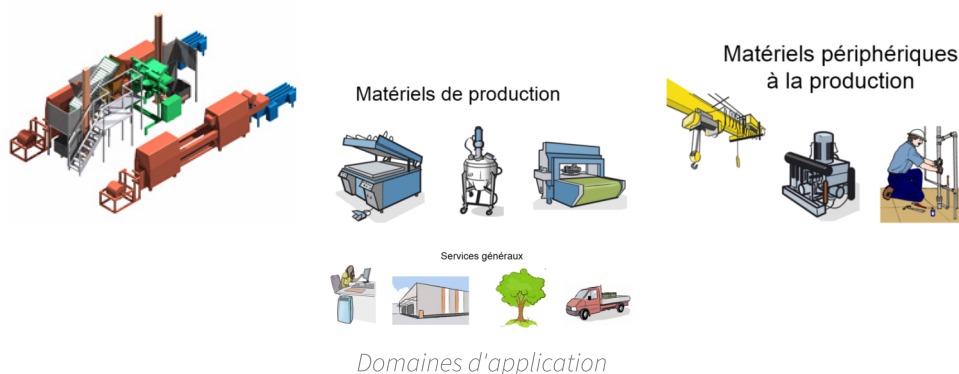 Matériels de production
Matériels périphériques
à la production
Services généraux
Domaines d'application